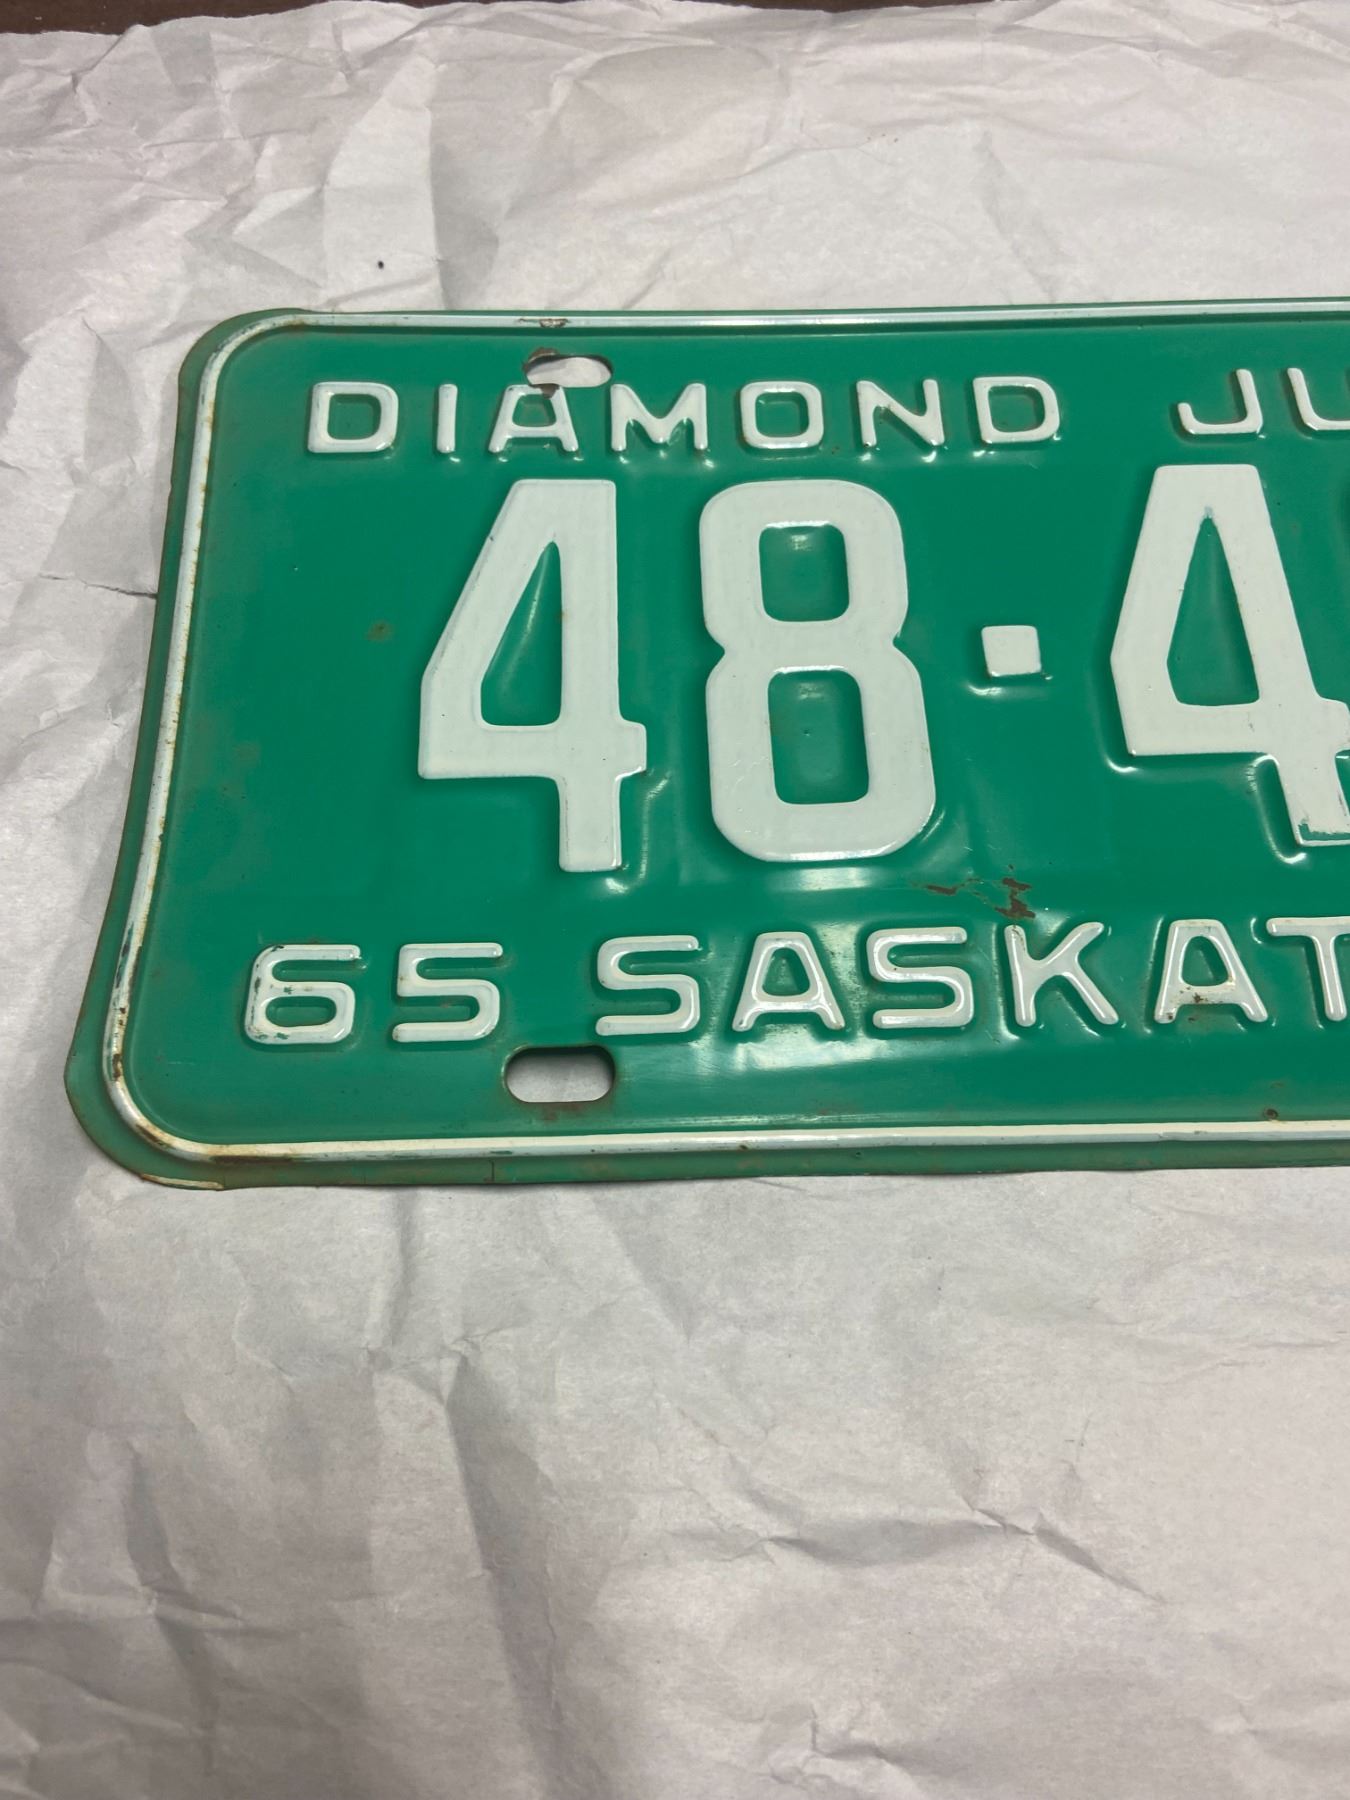 DIAMOND JU
48·4
65 SASKAT